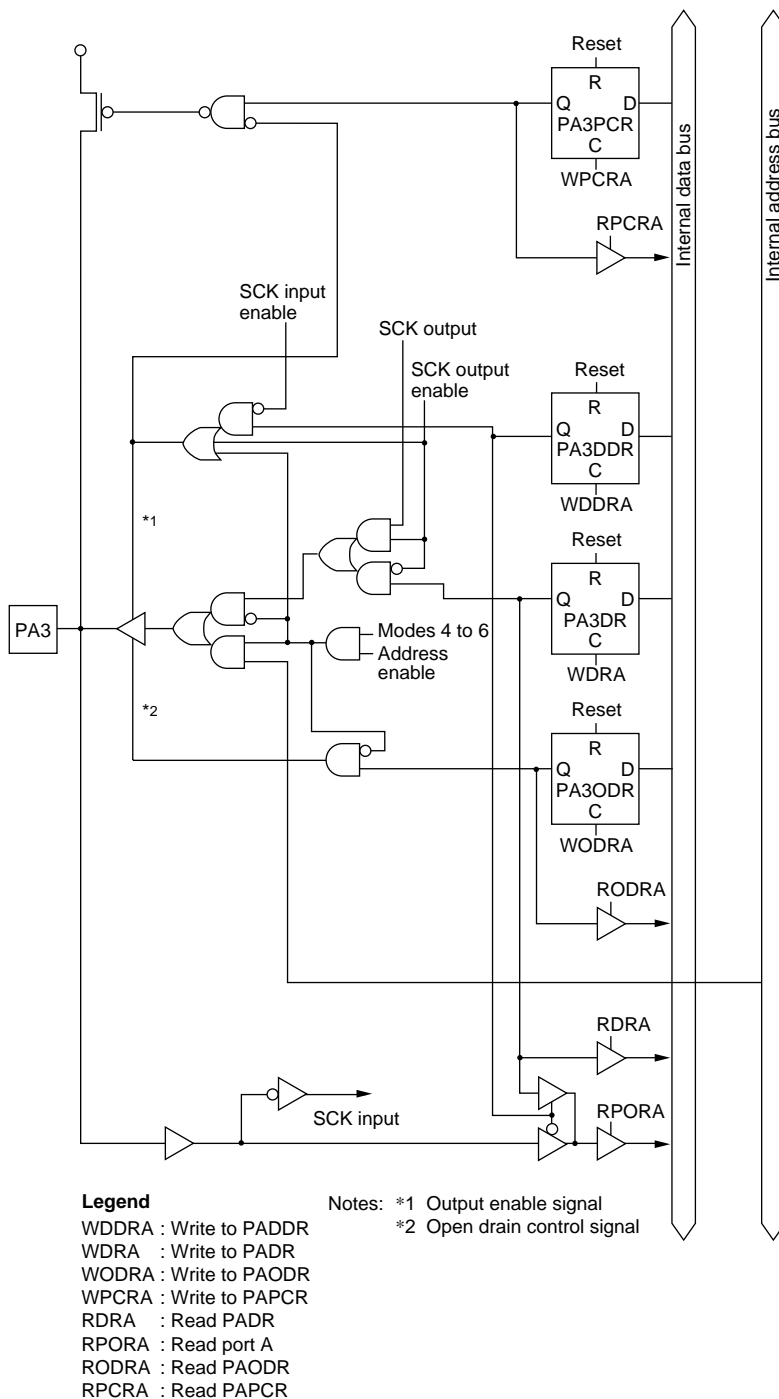 Reset
R
Q D
PA3PCR
C
WPCRA
RPCRA
Internal data bus
Internal address bus
SCK input
enable
SCK output
SCK output
enable
Reset
R
Q D
PA3DDR
C
WDDRA
*1
Reset
R
Q D
PA3DR
C
WDRA
PA3
Modes 4 to 6
Address
enable
*2
Reset
R
Q D
PA3ODR
C
WODRA
RODRA
RDRA
SCK input
RPORA
Legend
WDDRA : Write to PADDR
WDRA : Write to PADR
WODRA : Write to PAODR
WPCRA : Write to PAPCR
RDRA : Read PADR
RPORA : Read port A
RODRA : Read PAODR
RPCRA : Read PAPCR
Notes: *1 Output enable signal
*2 Open drain control signal